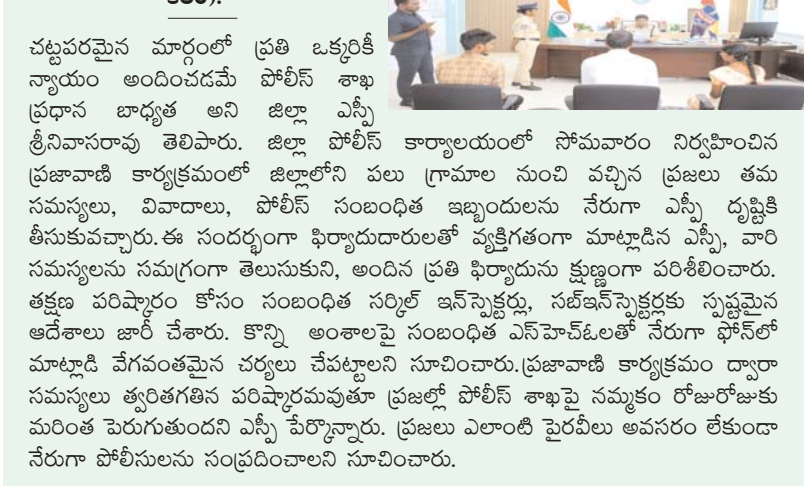 చట్టపరమైన మార్గంలో ప్రతి ఒక్కరికీ
న్యాయం అందించడమే పోలీస్ శాఖ
ప్రధాన బాధ్యత అని జిల్లా ఎస్పీ
శ్రీనివాసరావు తెలిపారు. జిల్లా పోలీస్ కార్యాలయంలో సోమవారం నిర్వహించిన
ప్రజావాణి కార్యక్రమంలో జిల్లాలోని పలు గ్రామాల నుంచి వచ్చిన ప్రజలు తమ
సమస్యలు, వివాదాలు, పోలీస్ సంబంధిత ఇబ్బందులను నేరుగా ఎస్పీ దృష్టికి
తీసుకువచ్చారు.ఈ సందర్భంగా ఫిర్యాదుదారులతో వ్యక్తిగతంగా మాట్లాడిన ఎస్పీ, వారి
సమస్యలను సమగ్రంగా తెలుసుకుని, అందిన ప్రతి ఫిర్యాదును క్షుణ్ణంగా పరిశీలించారు.
తక్షణ పరిష్కారం కోసం సంబంధిత సర్కిల్ ఇన్‌స్పెక్టర్లు, సబ్‌ఇన్‌స్పెక్టర్లకు స్పష్టమైన
ఆదేశాలు జారీ చేశారు. కొన్ని అంశాలపై సంబంధిత ఎస్‌హెచ్‌ఓలతో నేరుగా ఫోన్‌లో
మాట్లాడి వేగవంతమైన చర్యలు చేపట్టాలని సూచించారు.ప్రజావాణి కార్యక్రమం ద్వారా
సమస్యలు త్వరితగతిన పరిష్కారమవుతూ ప్రజల్లో పోలీస్ శాఖపై నమ్మకం రోజురోజుకు
మరింత పెరుగుతుందని ఎస్పీ పేర్కొన్నారు. ప్రజలు ఎలాంటి పైరవీలు అవసరం లేకుండా
నేరుగా పోలీసులను సంప్రదించాలని సూచించారు.